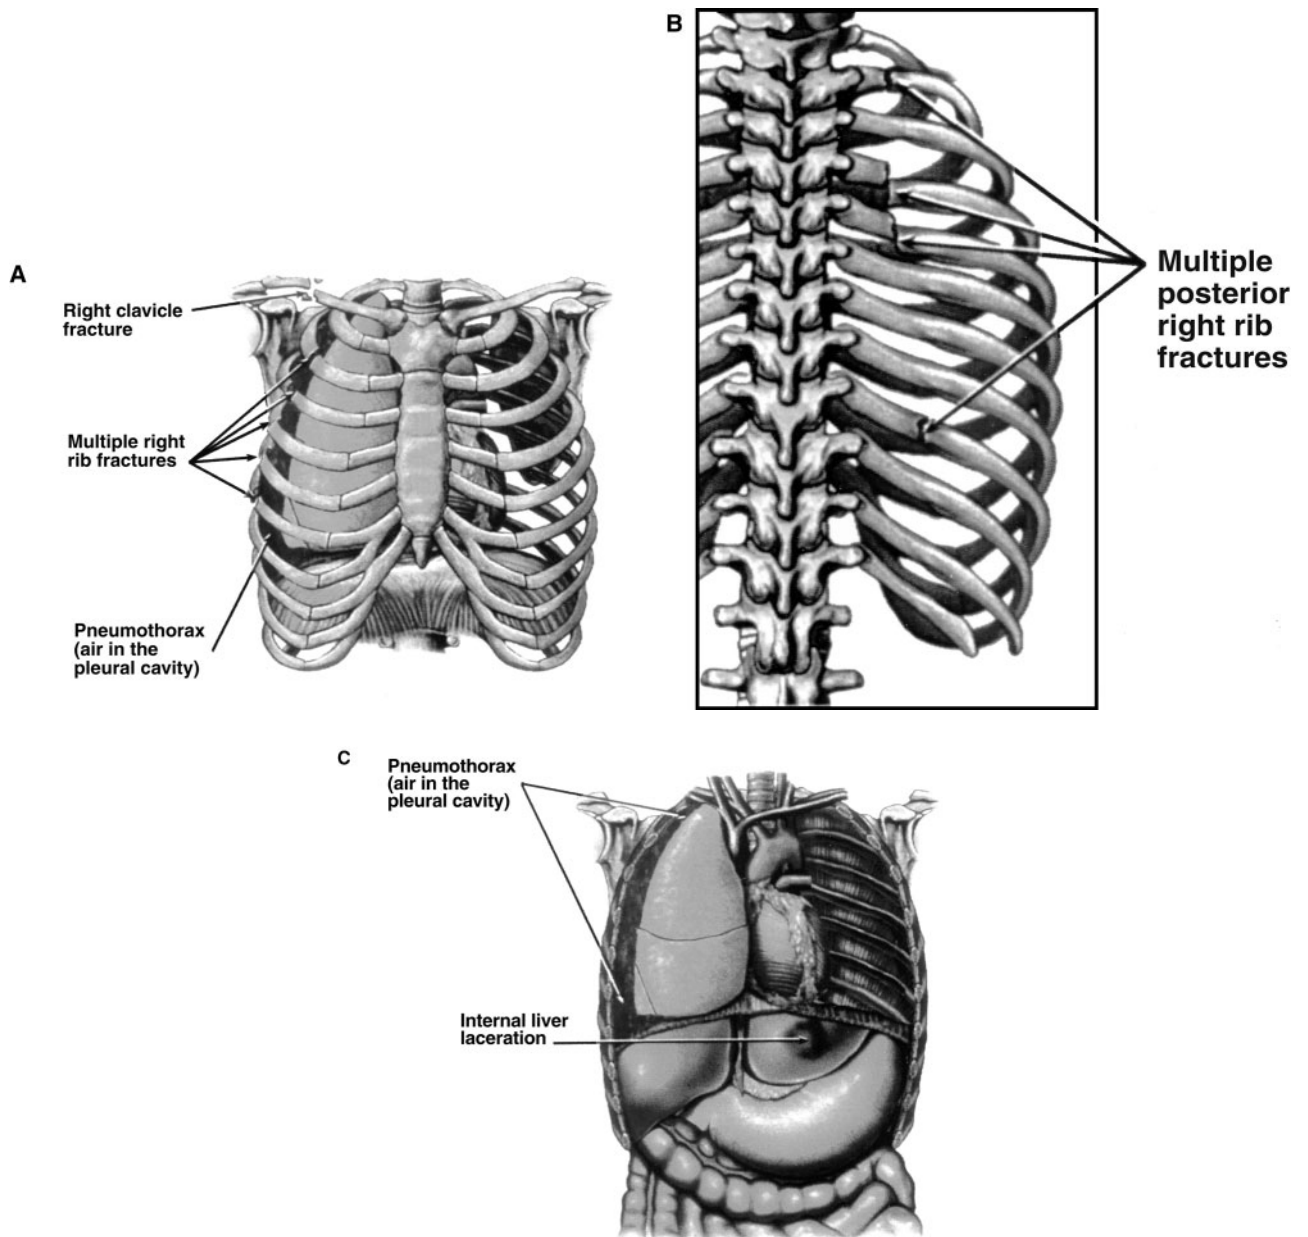 A
Right clavicle
fracture
Multiple right
rib fractures
Pneumothorax
(air in the
pleural cavity)
B
Multiple
posterior
right rib
fractures
C
Pneumothorax
(air in the
pleural cavity)
Internal liver
laceration